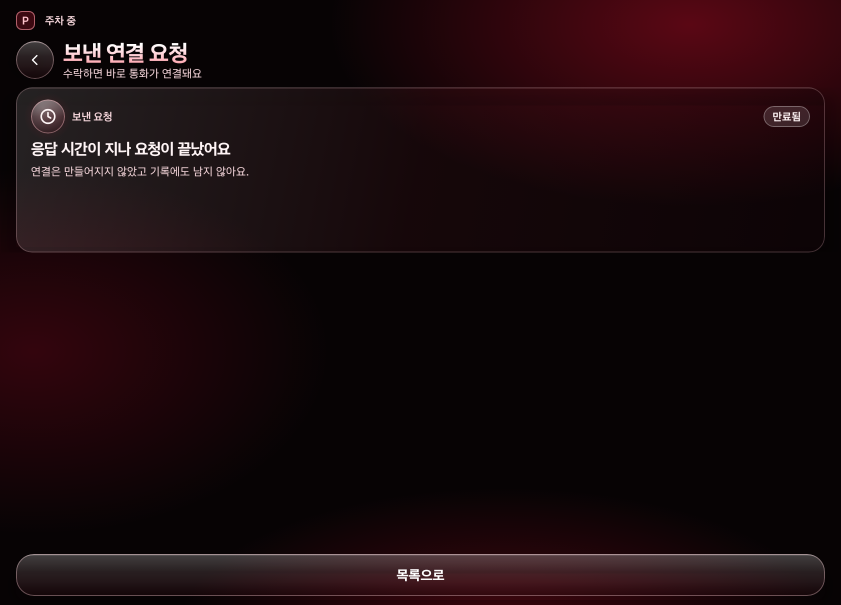 P 주차 중
보낸 연결 요청
수락하면 바로 통화가 연결돼요
보낸 요청
만료됨
응답 시간이 지나 요청이 끝났어요
연결은 만들어지지 않았고 기록에도 남지 않아요.
목록으로